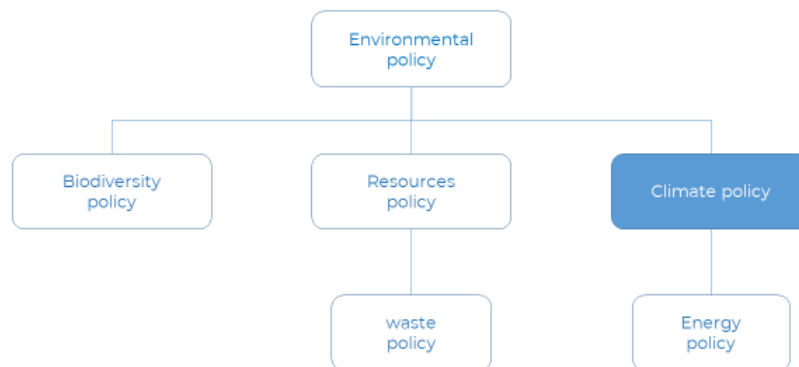 Environmental
policy
Biodiversity
policy
Resources
policy
Climate policy
waste
policy
Energy
policy